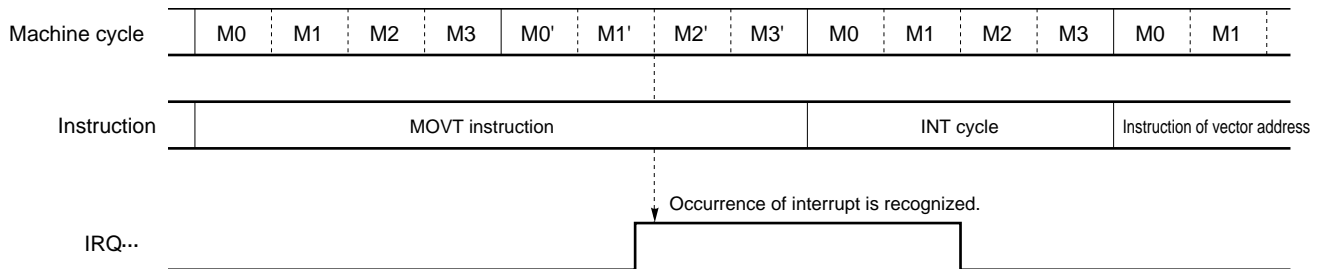 Machine cycle M0 M1 M2 M3 M0' M1' M2' M3' M0 M1 M2 M3 M0 M1
Instruction MOVT instruction INT cycle Instruction of vector address
Occurrence of interrupt is recognized.
IRQ···